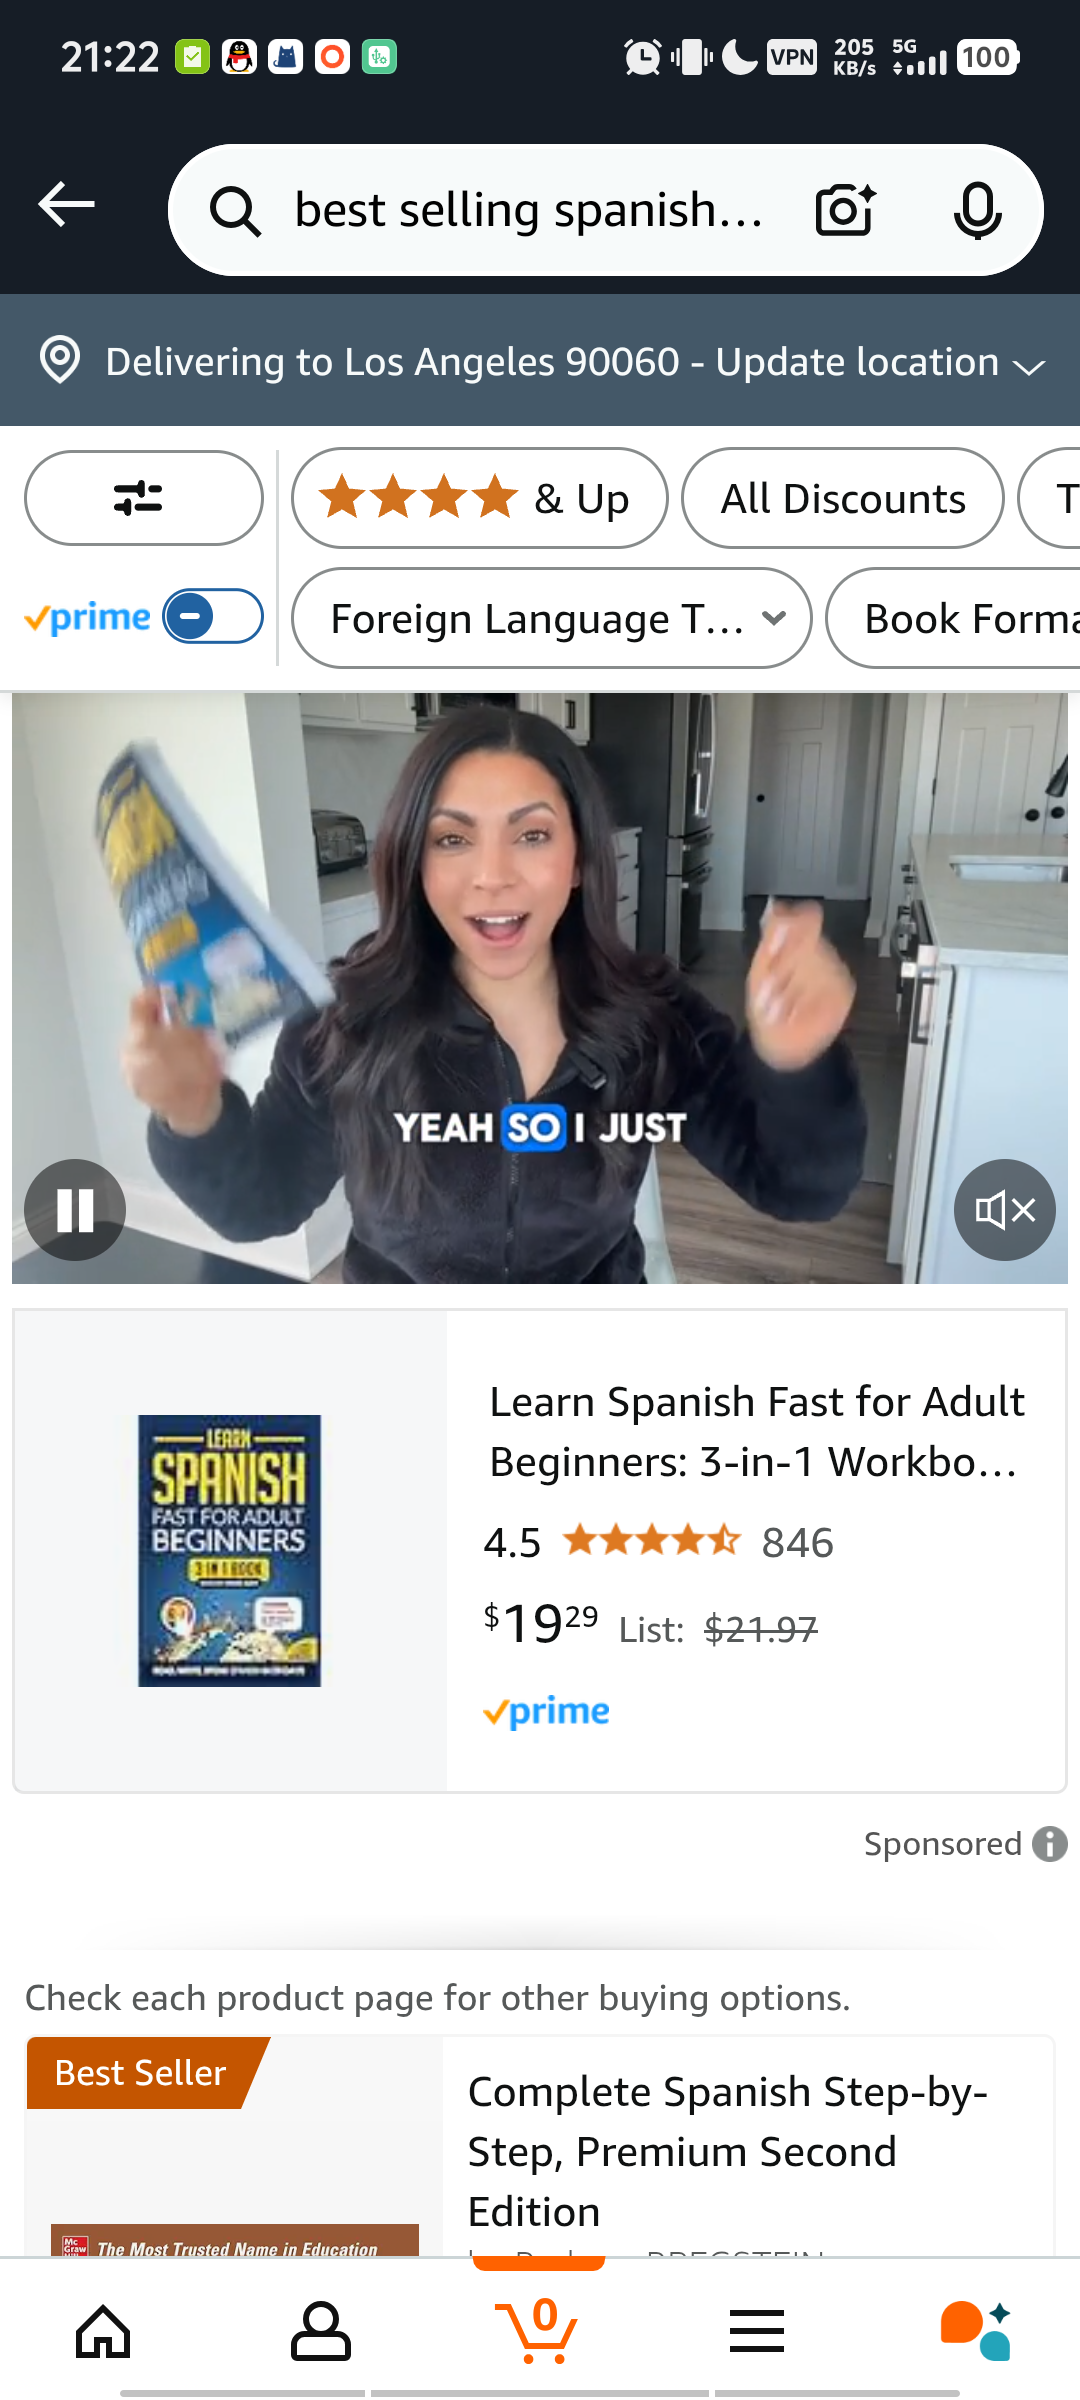 21:22
VPN
205 KB/s
5G
100
best selling spanish...
Delivering to Los Angeles 90060 - Update location
& Up
All Discounts
T
prime
Foreign Language T...
Book Forma
YEAH SO I JUST
LEARN
SPANISH
FAST FOR ADULT
BEGINNERS
3 IN 1 BOOK
Learn Spanish Fast for Adult
Beginners: 3-in-1 Workbo...
4.5
846
$19 29 List: $21.97
prime
Sponsored
Check each product page for other buying options.
Best Seller
Complete Spanish Step-by-
Step, Premium Second
Edition
Mc
Graw
The Most Trusted Name in Education
0